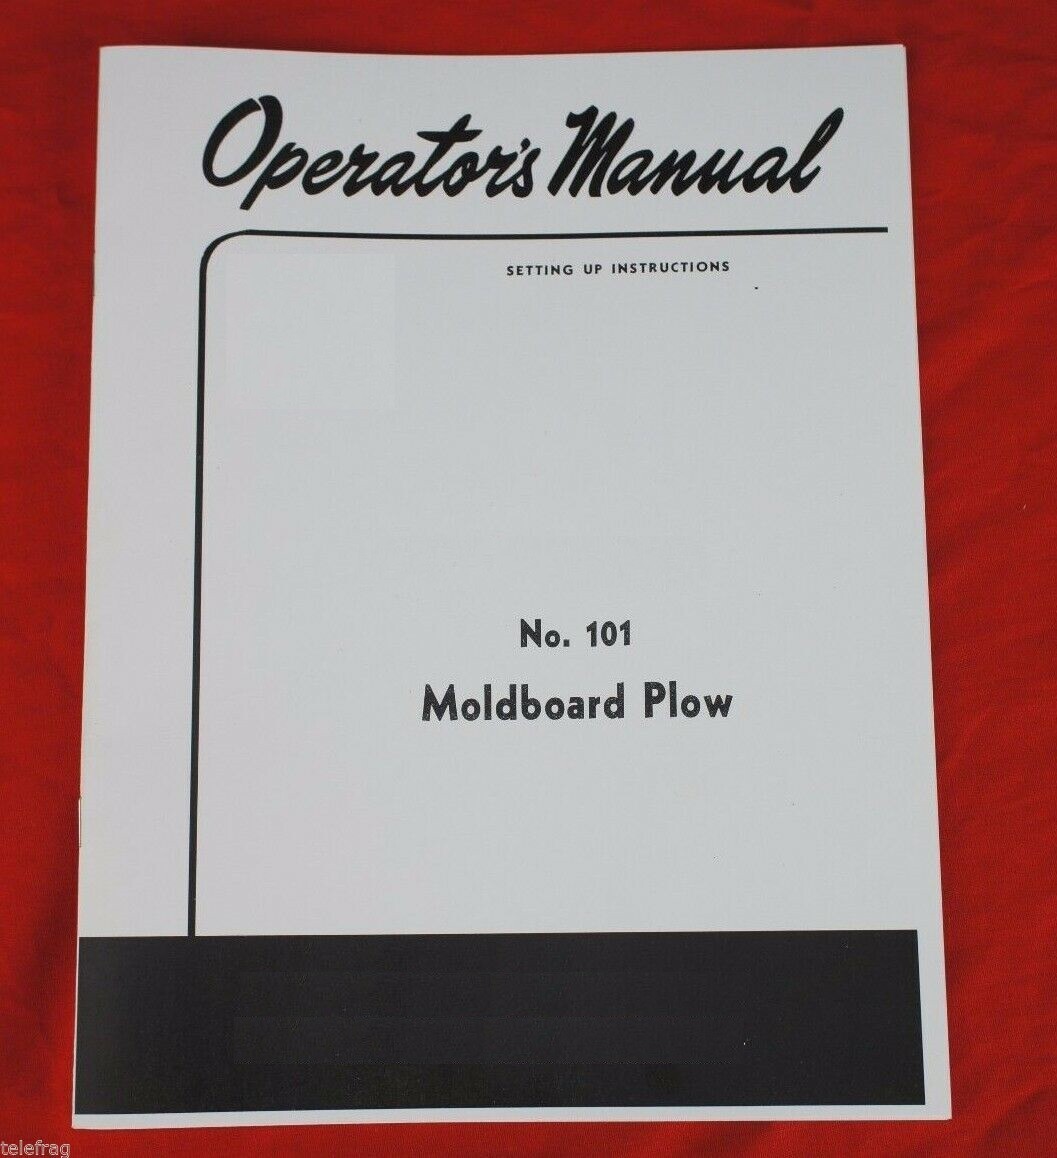 Operator's Manual
SETTING UP INSTRUCTIONS
No. 101
Moldboard Plow
telefrag